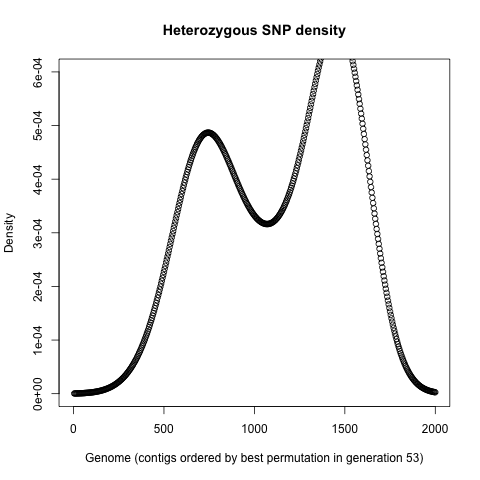 Heterozygous SNP density
Density
6e-04
5e-04
4e-04
3e-04
2e-04
1e-04
0e+00
0 500 1000 1500 2000
Genome (contigs ordered by best permutation in generation 53)